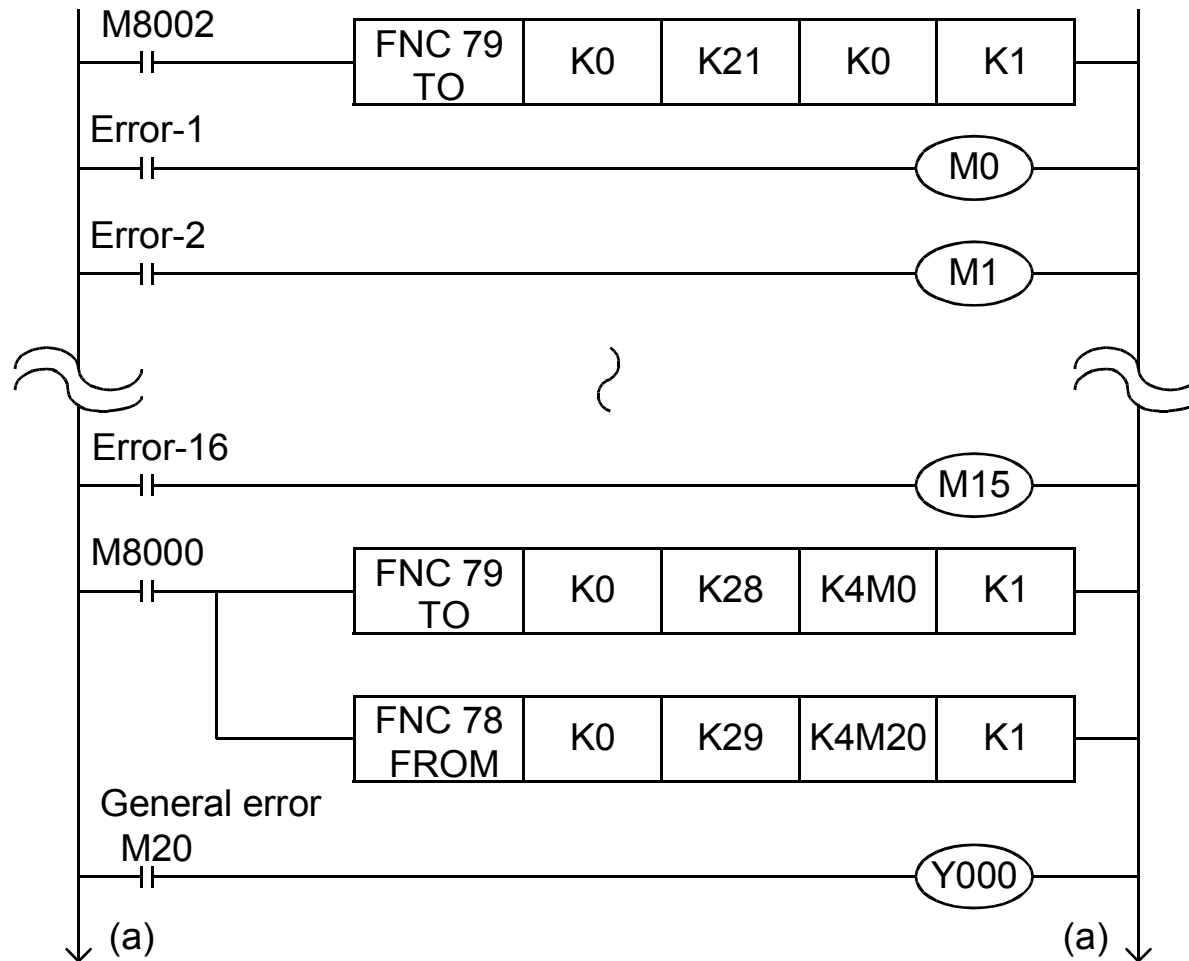 M8002
FNC 79 TO K0 K21 K0 K1
Error-1
M0
Error-2
M1
Error-16
M15
M8000
FNC 79 TO K0 K28 K4M0 K1
FNC 78 FROM K0 K29 K4M20 K1
General error
M20
Y000
(a) (a)